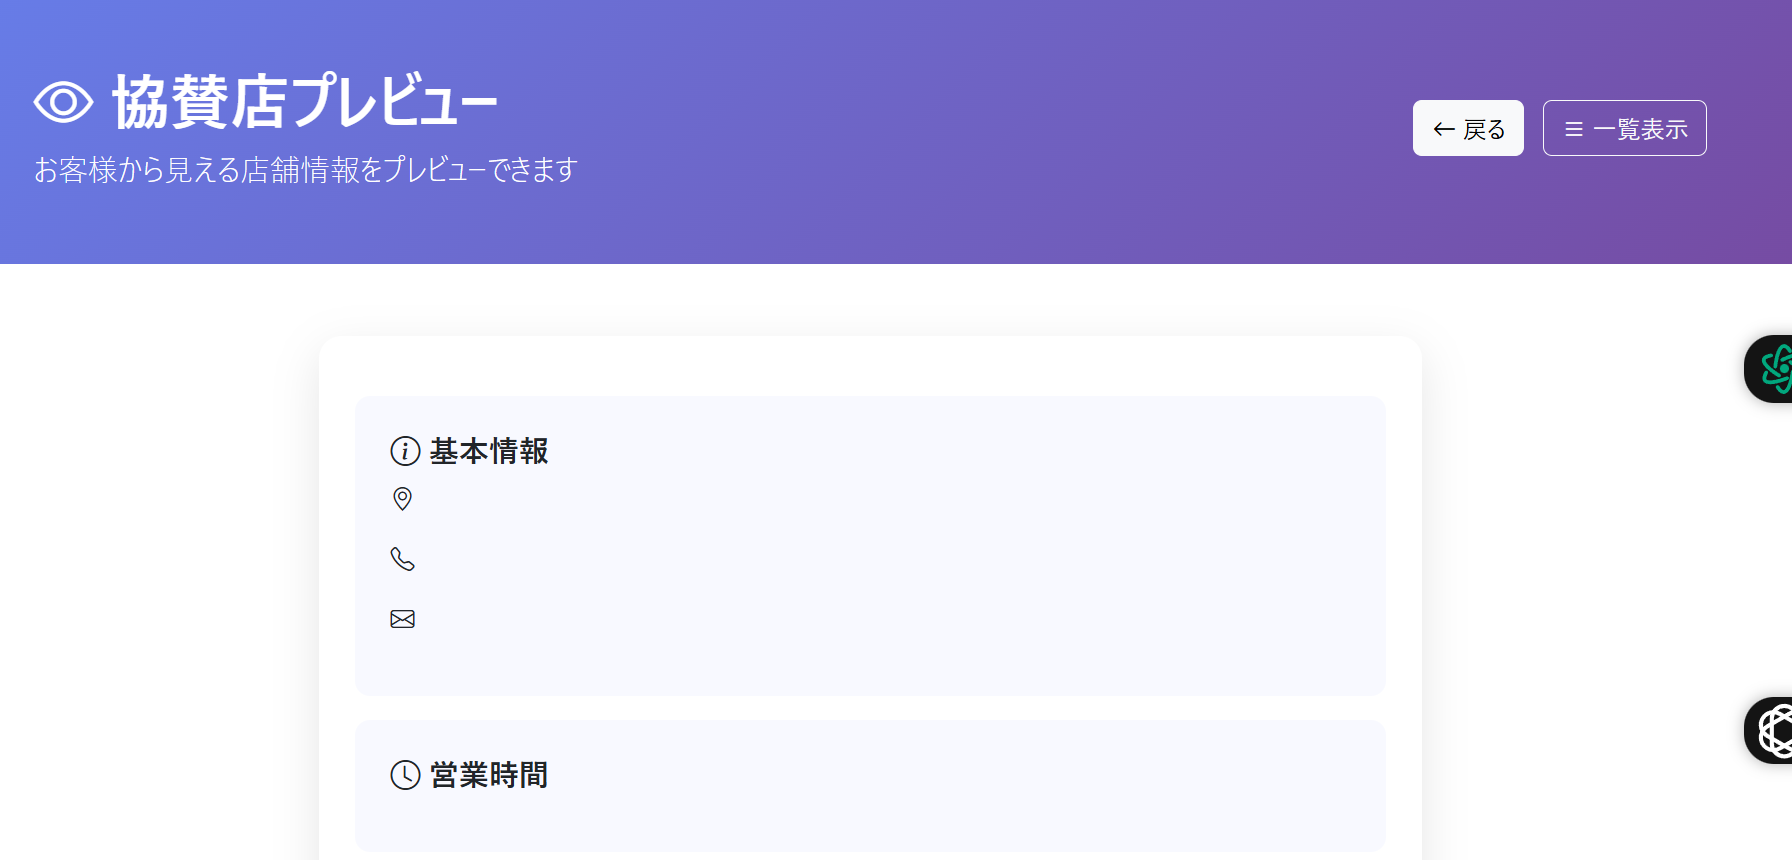 協賛店プレビュー
お客様から見える店舗情報をプレビューできます
戻る
一覧表示
基本情報
営業時間